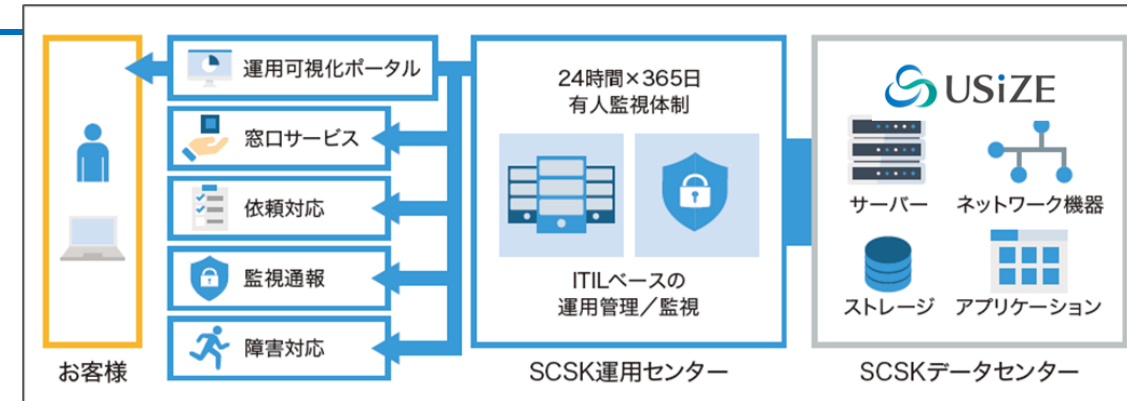 運用可視化ポータル
窓口サービス
依頼対応
監視通報
障害対応
お客様
24時間×365日
有人監視体制
ITILベースの
運用管理／監視
SCSK運用センター
USiZE
サーバー
ネットワーク機器
ストレージ
アプリケーション
SCSKデータセンター